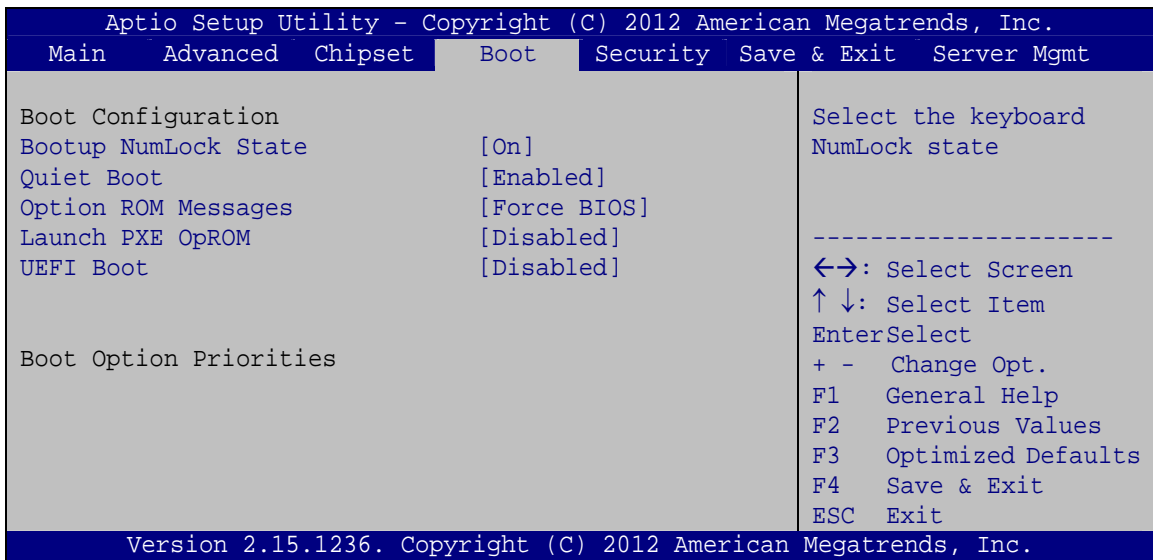 Aptio Setup Utility – Copyright (C) 2012 American Megatrends, Inc.
Main Advanced Chipset Boot Security Save & Exit Server Mgmt
Boot Configuration
Bootup NumLock State [On]
Quiet Boot [Enabled]
Option ROM Messages [Force BIOS]
Launch PXE OpROM [Disabled]
UEFI Boot [Disabled]
Boot Option Priorities
Select the keyboard
NumLock state
---------------------
←→: Select Screen
↑ ↓: Select Item
EnterSelect
+ - Change Opt.
F1 General Help
F2 Previous Values
F3 Optimized Defaults
F4 Save & Exit
ESC Exit
Version 2.15.1236. Copyright (C) 2012 American Megatrends, Inc.